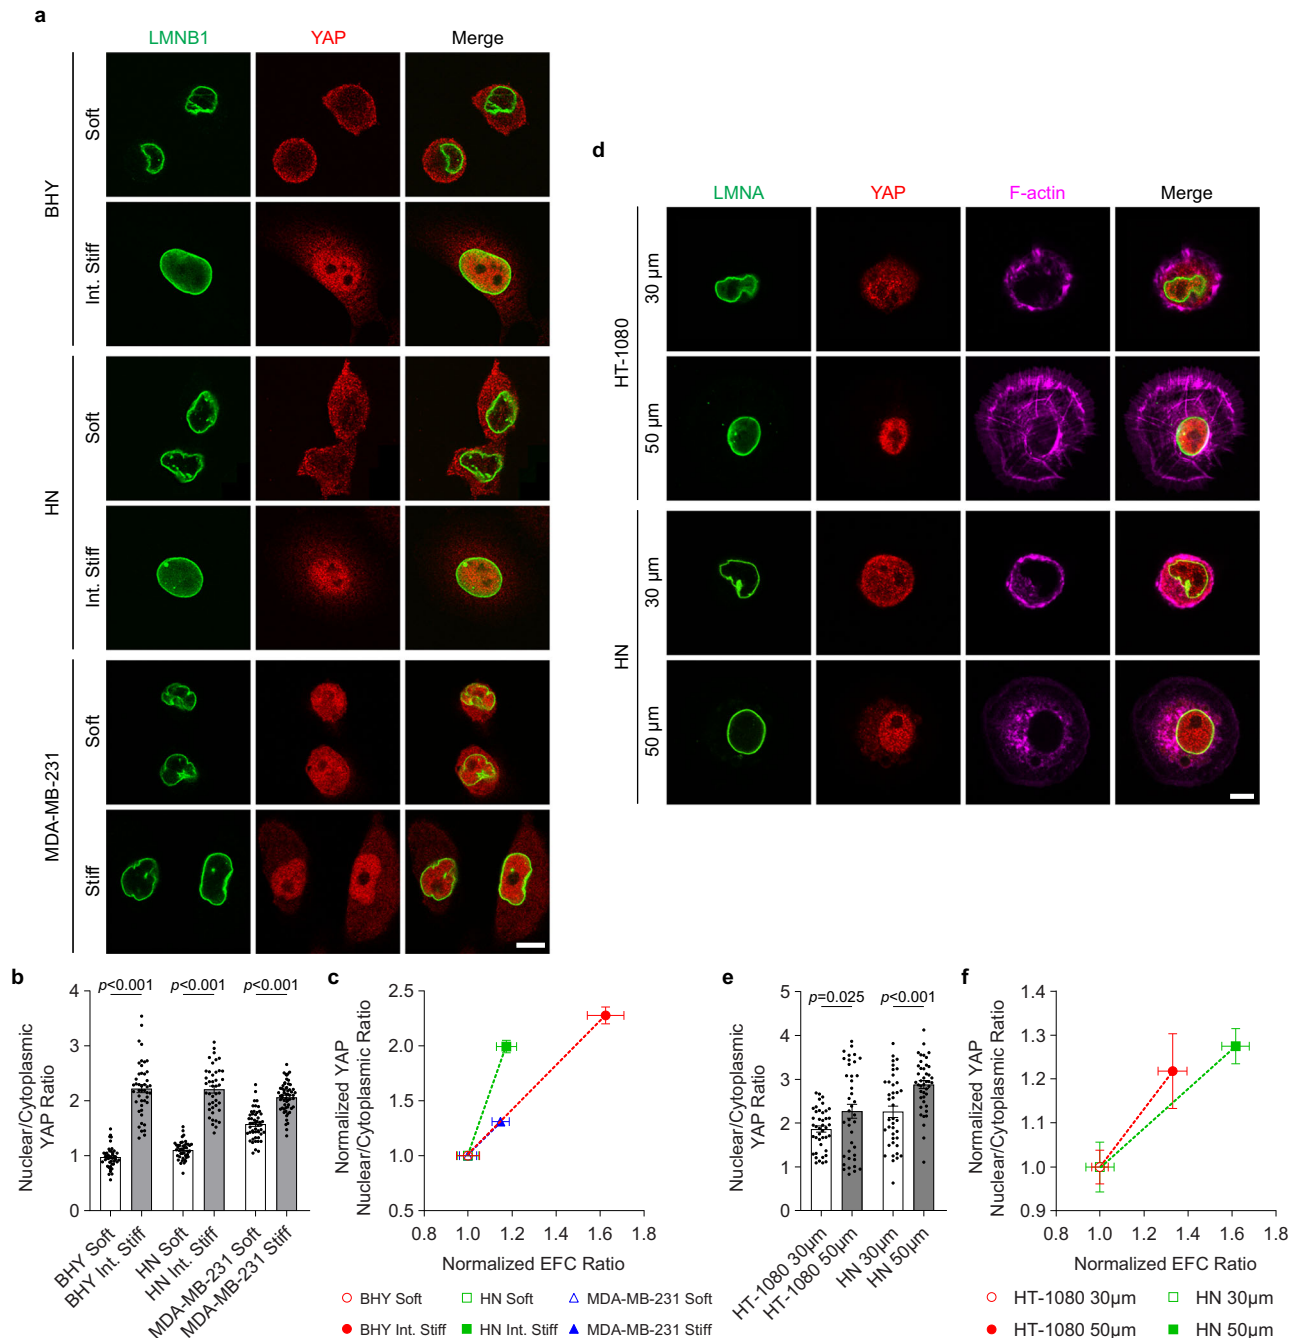 a
LMNB1 YAP Merge
BHY
Soft
Int. Stiff
HN
Soft
Int. Stiff
MDA-MB-231
Soft
Stiff
d
LMNA YAP F-actin Merge
HT-1080
30 µm
50 µm
HN
30 µm
50 µm
b
p<0.001 p<0.001 p<0.001
Nuclear/Cytoplasmic
YAP Ratio
4
3
2
1
0
BHY Soft
BHY Int. Stiff
HN Soft
HN Int. Stiff
MDA-MB-231 Soft
MDA-MB-231 Stiff
c
Normalized YAP
Nuclear/Cytoplasmic Ratio
2.5
2.0
1.5
1.0
0.5
0.8 1.0 1.2 1.4 1.6 1.8
Normalized EFC Ratio
BHY Soft HN Soft MDA-MB-231 Soft
BHY Int. Stiff HN Int. Stiff MDA-MB-231 Stiff
e
p=0.025 p<0.001
Nuclear/Cytoplasmic
YAP Ratio
5
4
3
2
1
0
HT-1080 30µm
HT-1080 50µm
HN 30µm
HN 50µm
f
Normalized YAP
Nuclear/Cytoplasmic Ratio
1.4
1.3
1.2
1.1
1.0
0.9
0.8 1.0 1.2 1.4 1.6 1.8
Normalized EFC Ratio
HT-1080 30µm HN 30µm
HT-1080 50µm HN 50µm